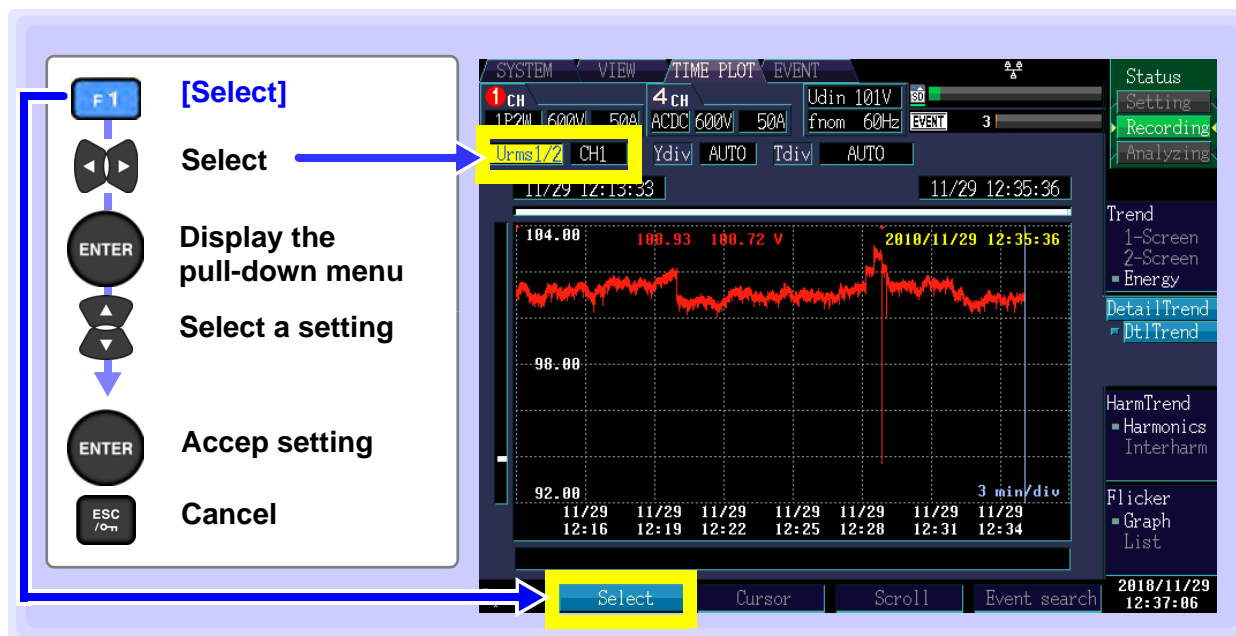 F1
[Select]
Select
ENTER
Display the
pull-down menu
Select a setting
ENTER
Accep setting
ESC
Cancel
SYSTEM VIEW TIME PLOT EVENT
1 CH 4 CH Udin 101V SD
1P2W 600V 50A ACDC 600V 50A fnom 60Hz EVENT 3
Urms1/2 CH1 Ydiv AUTO Tdiv AUTO
11/29 12:13:33 11/29 12:35:36
104.00 100.93 100.72 V 2010/11/29 12:35:36
98.00
92.00 3 min/div
11/29 11/29 11/29 11/29 11/29 11/29 11/29
12:16 12:19 12:22 12:25 12:28 12:31 12:34
Select Cursor Scroll Event search
Status
Setting
Recording
Analyzing
Trend
1-Screen
2-Screen
Energy
DetailTrend
DtlTrend
HarmTrend
Harmonics
Interharm
Flicker
Graph
List
2018/11/29
12:37:06